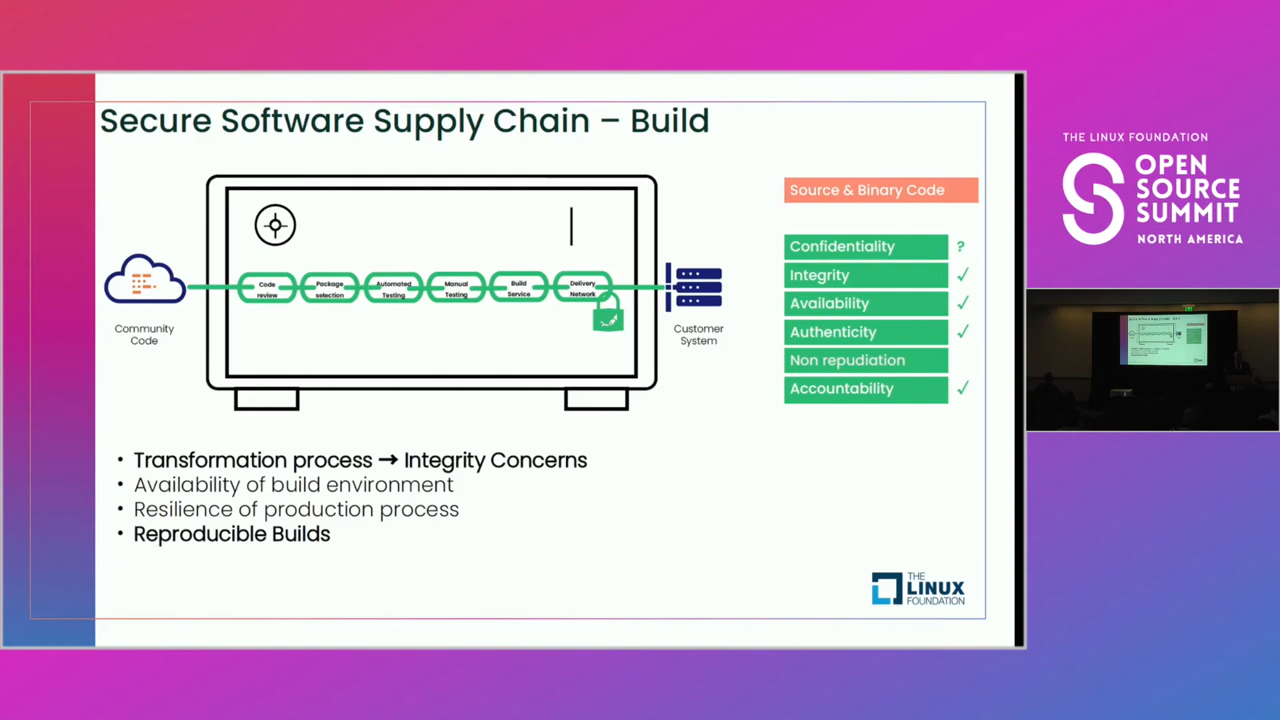 Secure Software Supply Chain – Build
Code
review
Package
selection
Automated
Testing
Manual
Testing
Build
Service
Delivery
Network
Community
Code
Customer
System
Source & Binary Code
Confidentiality ?
Integrity ✓
Availability ✓
Authenticity ✓
Non repudiation
Accountability ✓
• Transformation process → Integrity Concerns
• Availability of build environment
• Resilience of production process
• Reproducible Builds
THE
LINUX
FOUNDATION
THE LINUX FOUNDATION
OPEN
SOURCE
SUMMIT
NORTH AMERICA